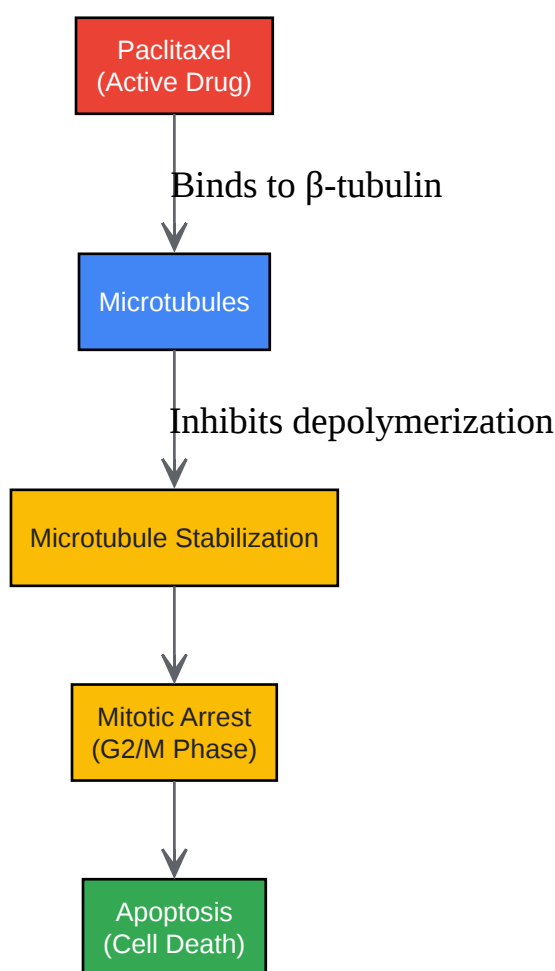 Paclitaxel
(Active Drug)
Binds to β-tubulin
Microtubules
Inhibits depolymerization
Microtubule Stabilization
Mitotic Arrest
(G2/M Phase)
Apoptosis
(Cell Death)